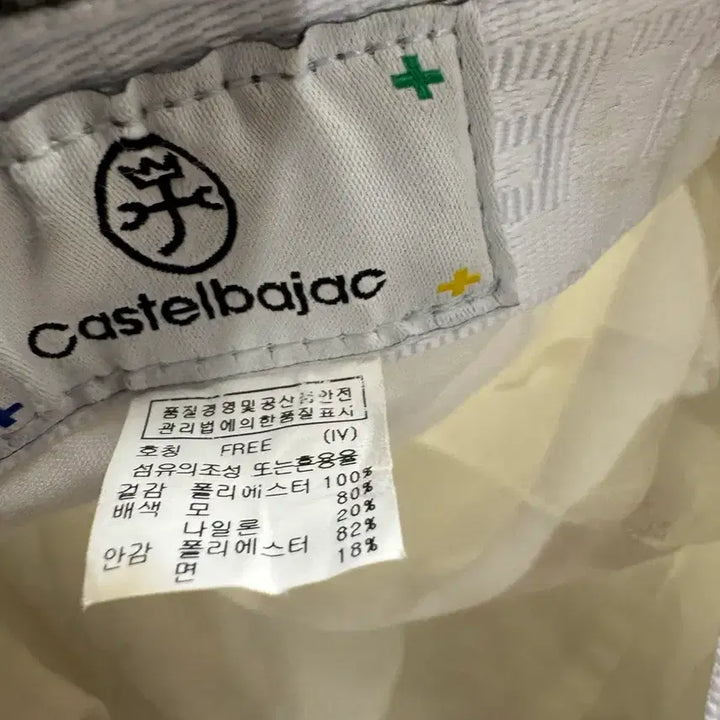 Castelbajac
품질경영및공산품안전
관리법에의한품질표시
호칭 FREE (IV)
섬유의조성 또는혼용율
겉감 폴리에스터 100%
배색 모 80%
나일론 20%
안감 폴리에스터 82%
면 18%